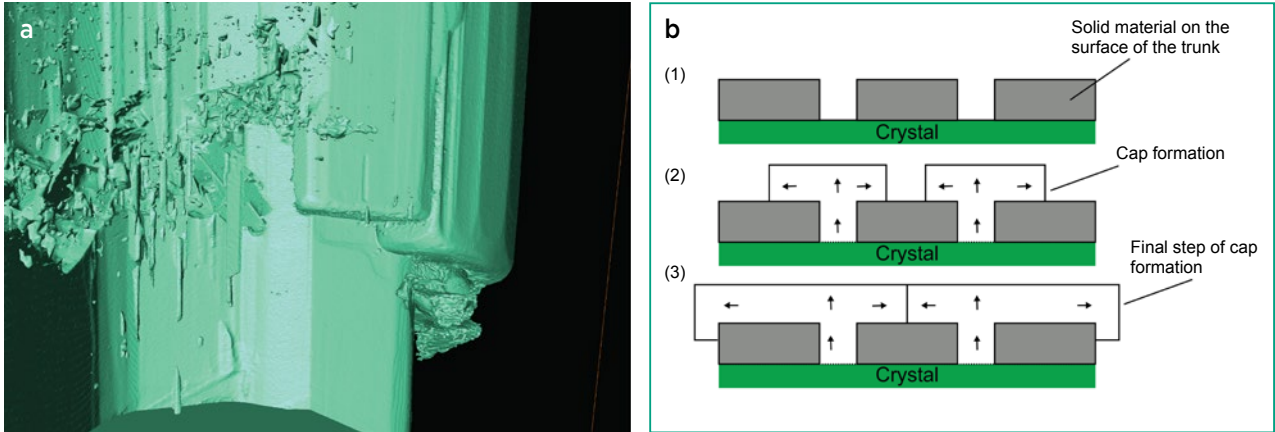 a
b
Solid material on the
surface of the trunk
(1)
Crystal
(2)
Cap formation
Crystal
(3)
Final step of cap
formation
Crystal